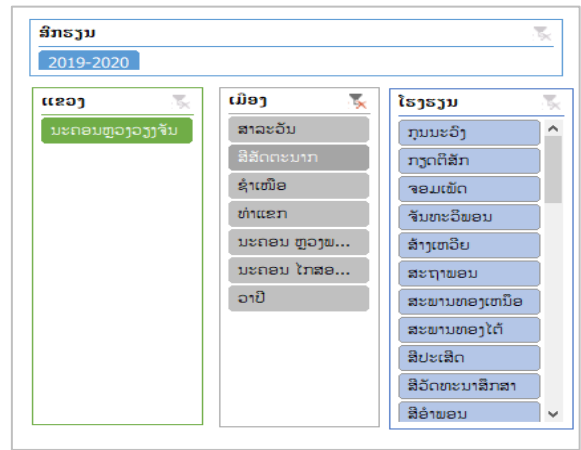 ສົກຮຽນ
2019-2020
ແຂວງ
ນະຄອນຫຼວງວຽງຈັນ
ເມືອງ
ສາລະວັນ
ສີສັດຕະນາກ
ຊຳເໜືອ
ທ່າແຂກ
ນະຄອນ ຫຼວງພ...
ນະຄອນ ໄກສອ...
ວາປີ
ໂຮງຮຽນ
ກຸນນະວົງ
ກຽດຕິສັກ
ຈອມເພັດ
ຈັນທະວິພອນ
ສ້າງເຫວີຍ
ສະຖາພອນ
ສະພານທອງເຫນືອ
ສະພານທອງໄຕ້
ສີປະເສີດ
ສີວັດທະນາສຶກສາ
ສີອຳພອນ